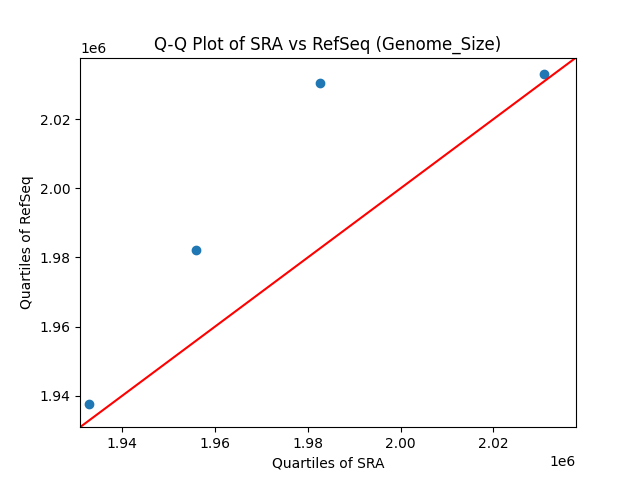 Q-Q Plot of SRA vs RefSeq (Genome_Size)
1e6
2.02
2.00
1.98
1.96
1.94
Quartiles of RefSeq
1.94 1.96 1.98 2.00 2.02
Quartiles of SRA
1e6